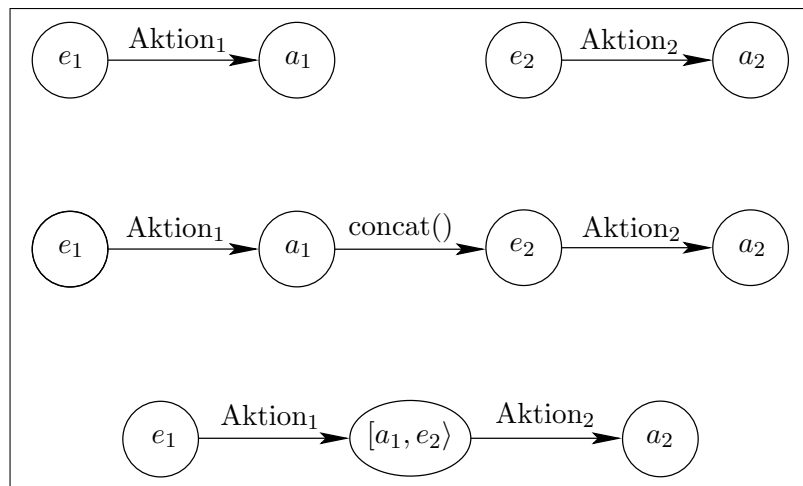 e₁ Aktion₁ a₁ e₂ Aktion₂ a₂
e₁ Aktion₁ a₁ concat() e₂ Aktion₂ a₂
e₁ Aktion₁ [a₁, e₂⟩ Aktion₂ a₂